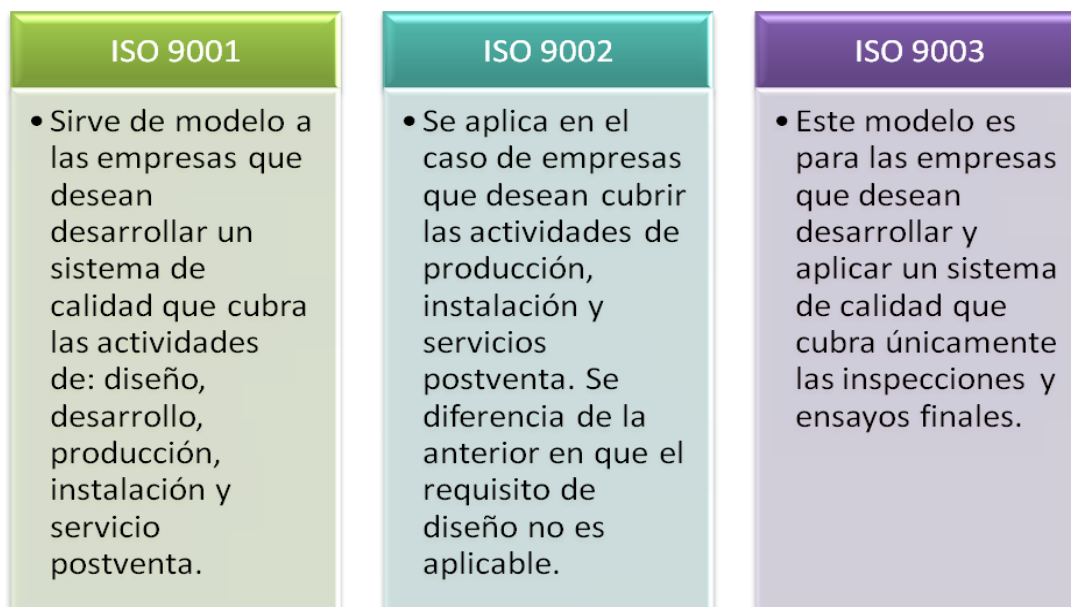 ISO 9001
• Sirve de modelo a
las empresas que
desean
desarrollar un
sistema de
calidad que cubra
las actividades
de: diseño,
desarrollo,
producción,
instalación y
servicio
postventa.
ISO 9002
• Se aplica en el
caso de empresas
que desean cubrir
las actividades de
producción,
instalación y
servicios
postventa. Se
diferencia de la
anterior en que el
requisito de
diseño no es
aplicable.
ISO 9003
• Este modelo es
para las empresas
que desean
desarrollar y
aplicar un sistema
de calidad que
cubra únicamente
las inspecciones y
ensayos finales.